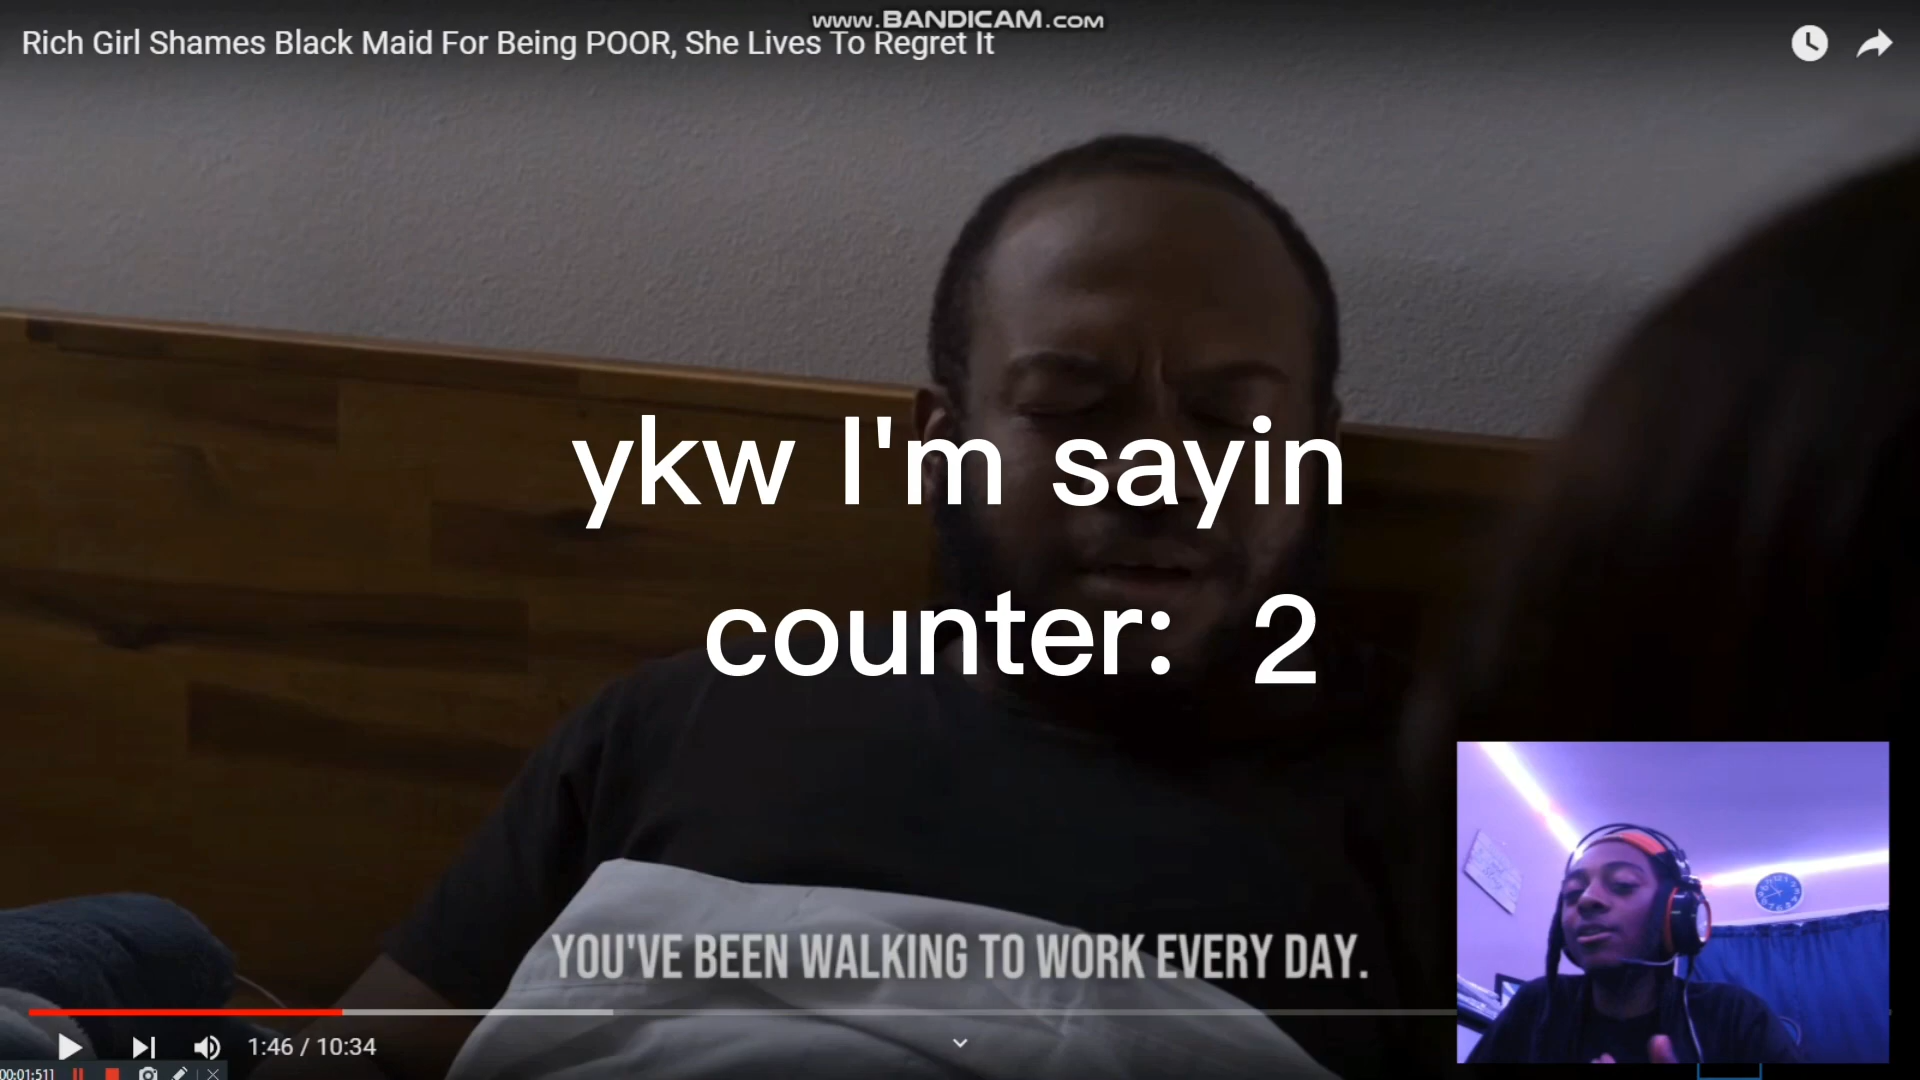 www.BANDICAM.COM
Rich Girl Shames Black Maid For Being POOR, She Lives To Regret It
ykw I'm sayin
counter: 2
YOU'VE BEEN WALKING TO WORK EVERY DAY.
1:46 / 10:34
00:01:51